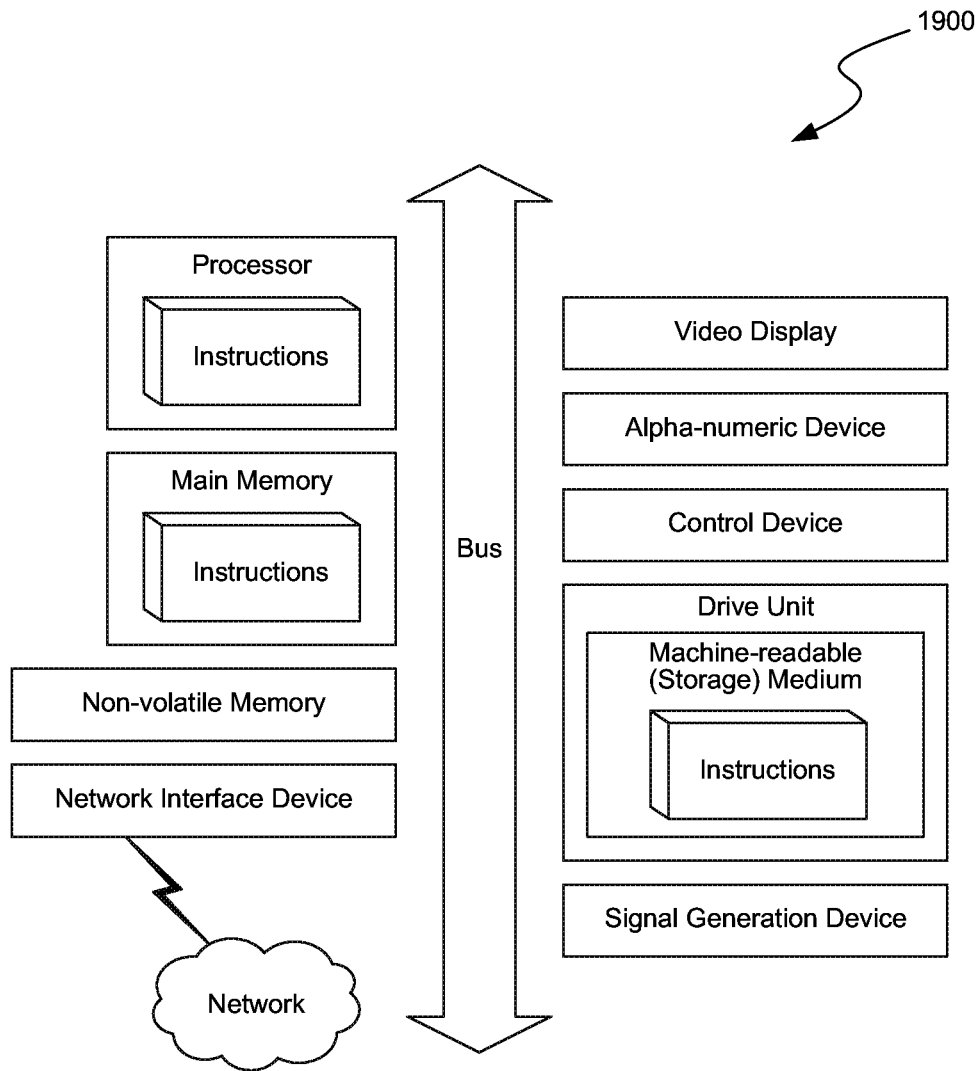 1900
Processor
Instructions
Main Memory
Instructions
Non-volatile Memory
Network Interface Device
Network
Bus
Video Display
Alpha-numeric Device
Control Device
Drive Unit
Machine-readable
(Storage) Medium
Instructions
Signal Generation Device